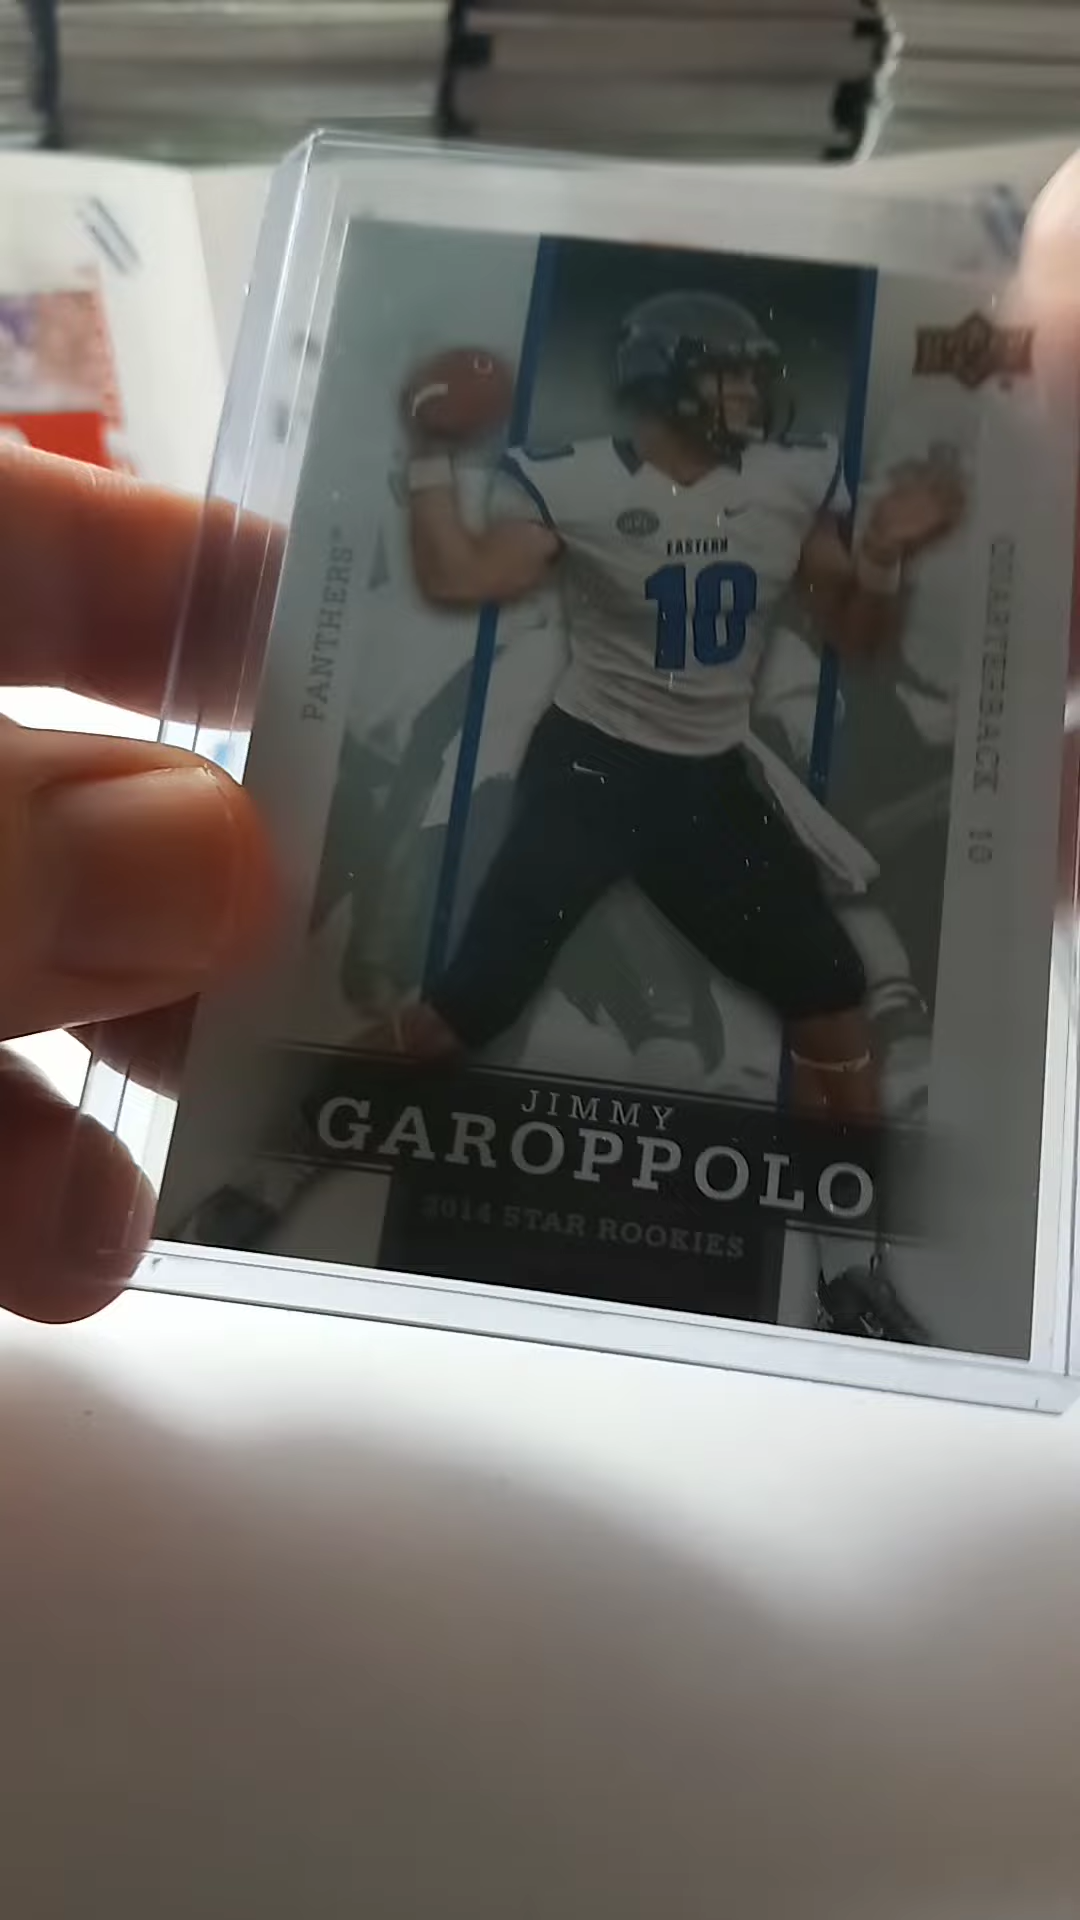 PANTHERS
EASTERN
10
QUARTERBACK 10
JIMMY
GAROPPOLO
2014 STAR ROOKIES